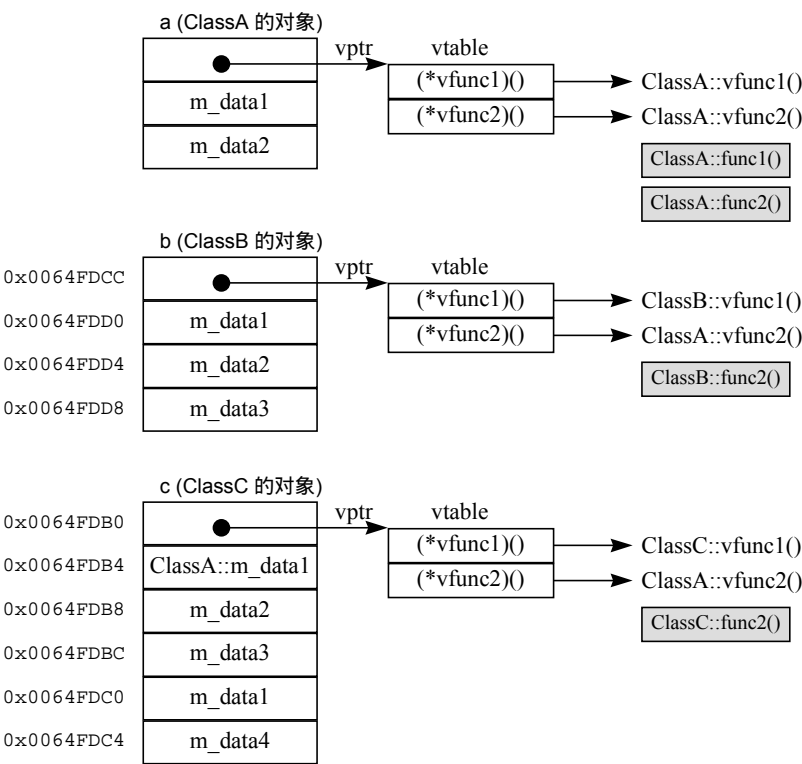 a (ClassA 的对象)
vptr
vtable
(*vfunc1)()
ClassA::vfunc1()
m_data1
(*vfunc2)()
ClassA::vfunc2()
m_data2
ClassA::func1()
ClassA::func2()
b (ClassB 的对象)
vptr
vtable
0x0064FDCC
(*vfunc1)()
ClassB::vfunc1()
0x0064FDD0
m_data1
(*vfunc2)()
ClassA::vfunc2()
0x0064FDD4
m_data2
ClassB::func2()
0x0064FDD8
m_data3
c (ClassC 的对象)
vptr
vtable
0x0064FDB0
(*vfunc1)()
ClassC::vfunc1()
0x0064FDB4
ClassA::m_data1
(*vfunc2)()
ClassA::vfunc2()
0x0064FDB8
m_data2
ClassC::func2()
0x0064FDBC
m_data3
0x0064FDC0
m_data1
0x0064FDC4
m_data4